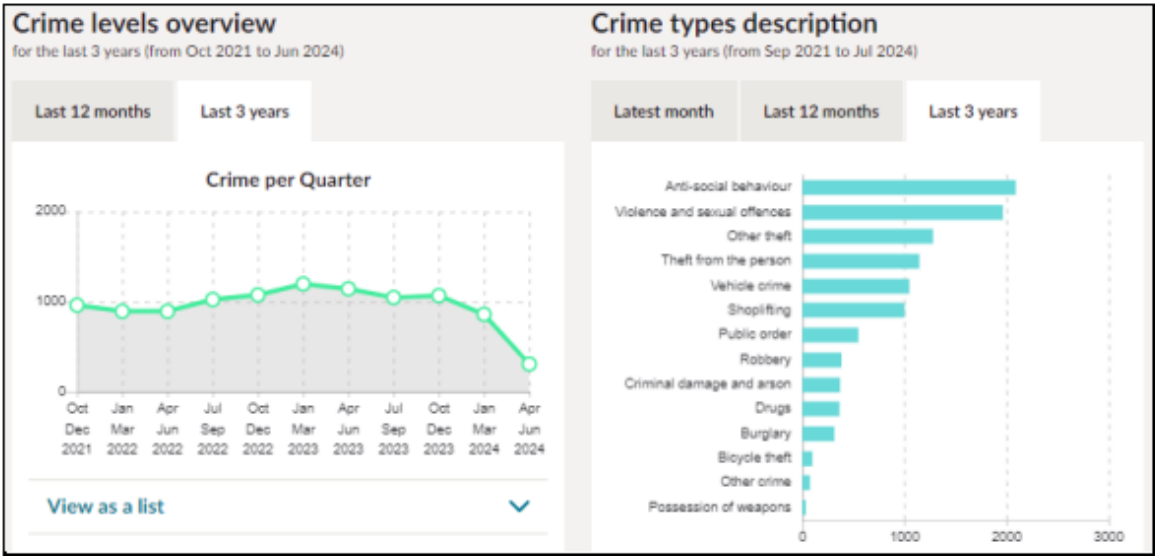 Crime levels overview
for the last 3 years (from Oct 2021 to Jun 2024)
Last 12 months
Last 3 years
Crime per Quarter
2000
1000
0
Oct Jan Apr Jul Oct Jan Apr Jul Oct Jan Apr
Dec Mar Jun Sep Dec Mar Jun Sep Dec Mar Jun
2021 2022 2022 2022 2022 2023 2023 2023 2023 2024 2024
View as a list
Crime types description
for the last 3 years (from Sep 2021 to Jul 2024)
Latest month
Last 12 months
Last 3 years
Anti-social behaviour
Violence and sexual offences
Other theft
Theft from the person
Vehicle crime
Shoplifting
Public order
Robbery
Criminal damage and arson
Drugs
Burglary
Bicycle theft
Other crime
Possession of weapons
0 1000 2000 3000